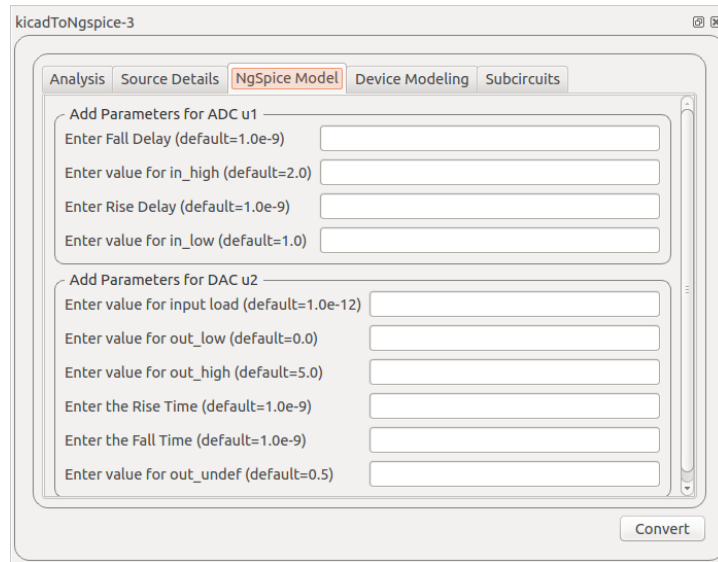 kicadToNgspice-3
Analysis Source Details NgSpice Model Device Modeling Subcircuits
Add Parameters for ADC u1
Enter Fall Delay (default=1.0e-9)
Enter value for in_high (default=2.0)
Enter Rise Delay (default=1.0e-9)
Enter value for in_low (default=1.0)
Add Parameters for DAC u2
Enter value for input load (default=1.0e-12)
Enter value for out_low (default=0.0)
Enter value for out_high (default=5.0)
Enter the Rise Time (default=1.0e-9)
Enter the Fall Time (default=1.0e-9)
Enter value for out_undef (default=0.5)
Convert